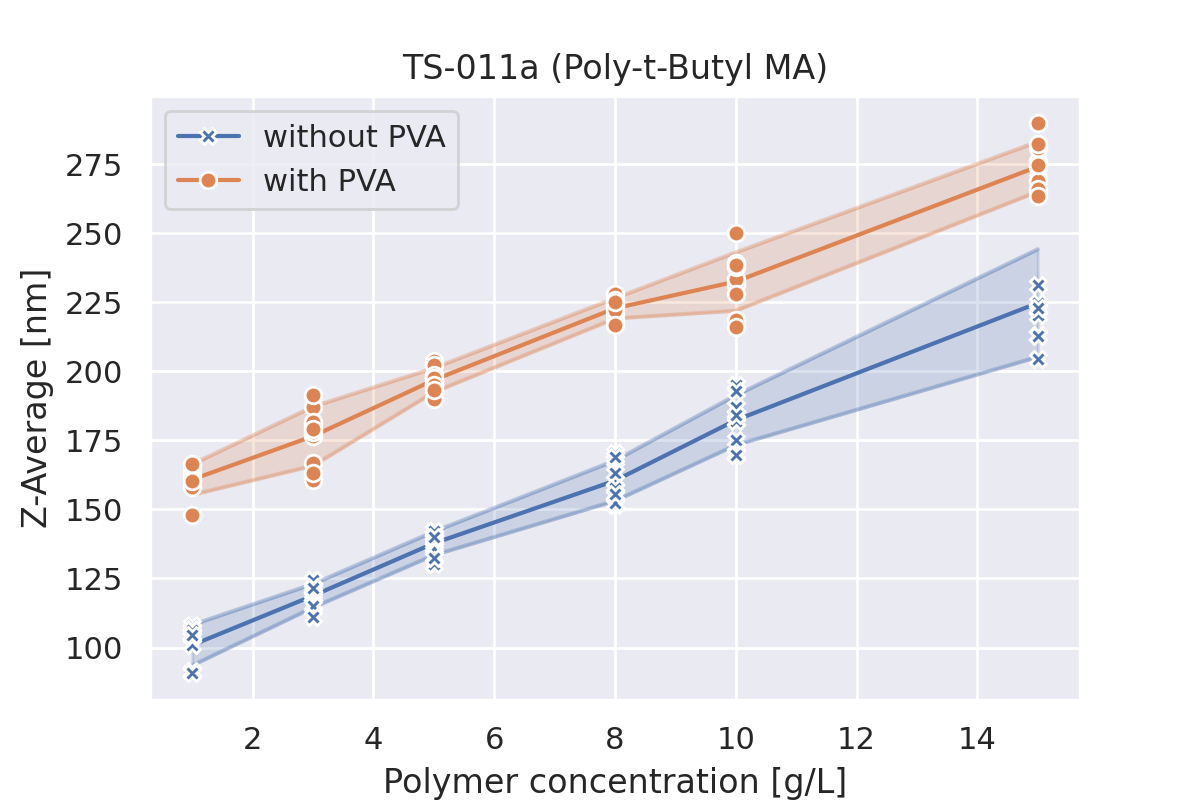 TS-011a (Poly-t-Butyl MA)
without PVA
with PVA
275
250
225
200
175
150
125
100
Z-Average [nm]
2 4 6 8 10 12 14
Polymer concentration [g/L]